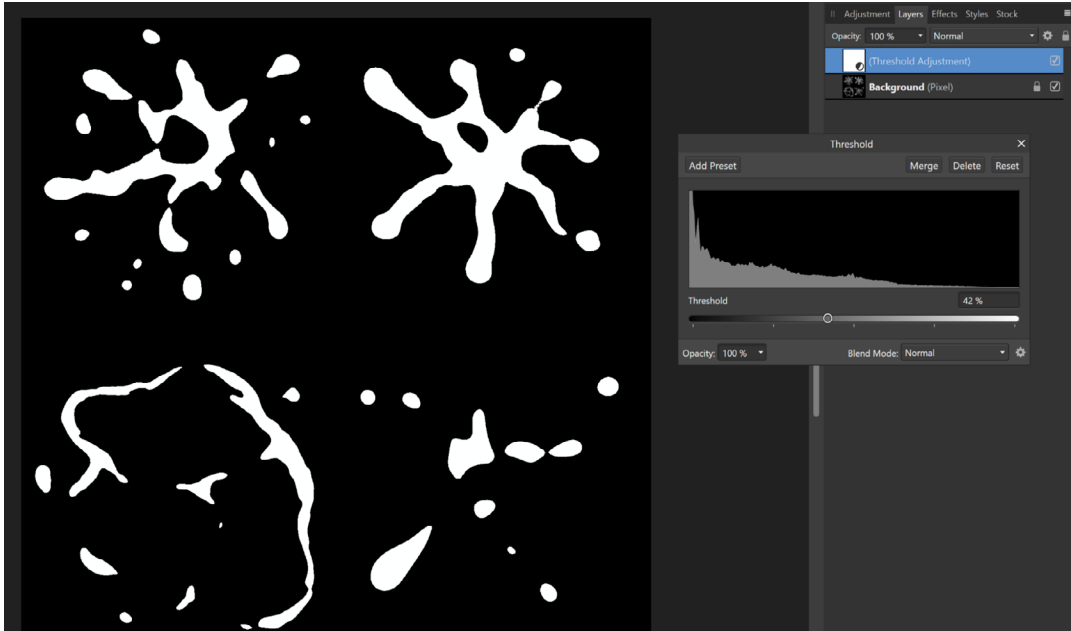 Adjustment Layers Effects Styles Stock
Opacity: 100 % Normal
(Threshold Adjustment)
Background (Pixel)
Threshold
Add Preset Merge Delete Reset
Threshold 42 %
Opacity: 100 % Blend Mode: Normal